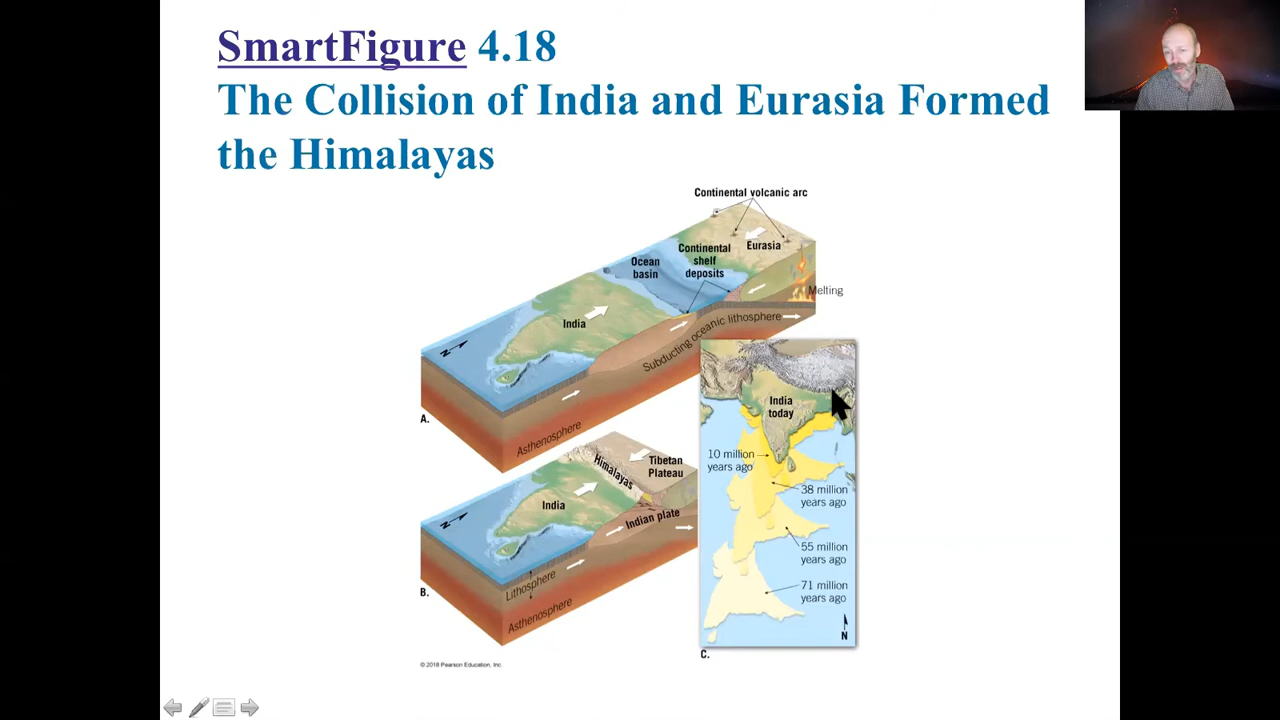 SmartFigure 4.18
The Collision of India and Eurasia Formed
the Himalayas
Continental volcanic arc
Continental
shelf
deposits
Eurasia
Ocean
basin
Melting
India
Subducting oceanic lithosphere
N
A.
Asthenosphere
Himalayas
Tibetan
Plateau
India
Indian plate
N
B.
Lithosphere
Asthenosphere
India
today
10 million
years ago
38 million
years ago
55 million
years ago
71 million
years ago
N
C.
© 2018 Pearson Education, Inc.